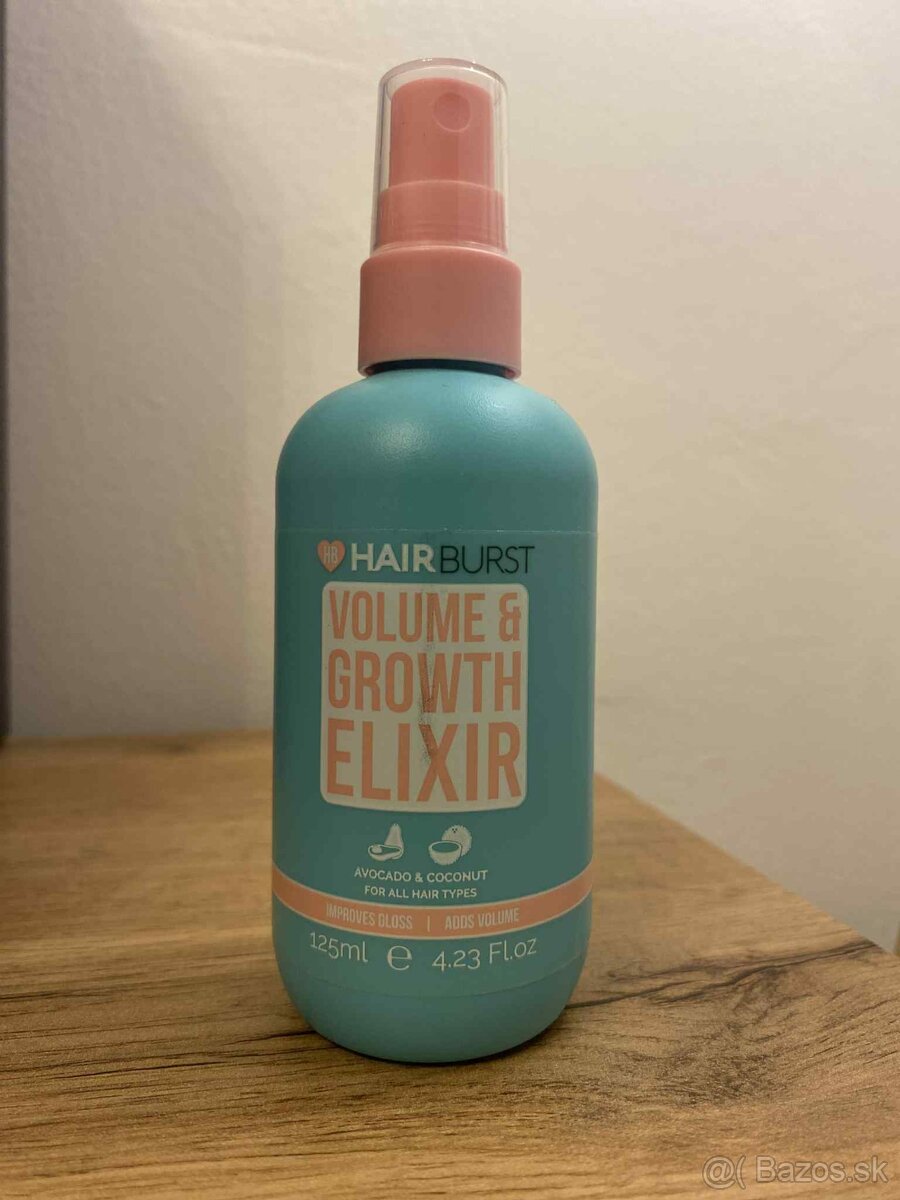 HB HAIRBURST
VOLUME &
GROWTH
ELIXIR
AVOCADO & COCONUT
FOR ALL HAIR TYPES
IMPROVES GLOSS | ADDS VOLUME
125ml e 4.23 Fl.oz
@( Bazos.sk